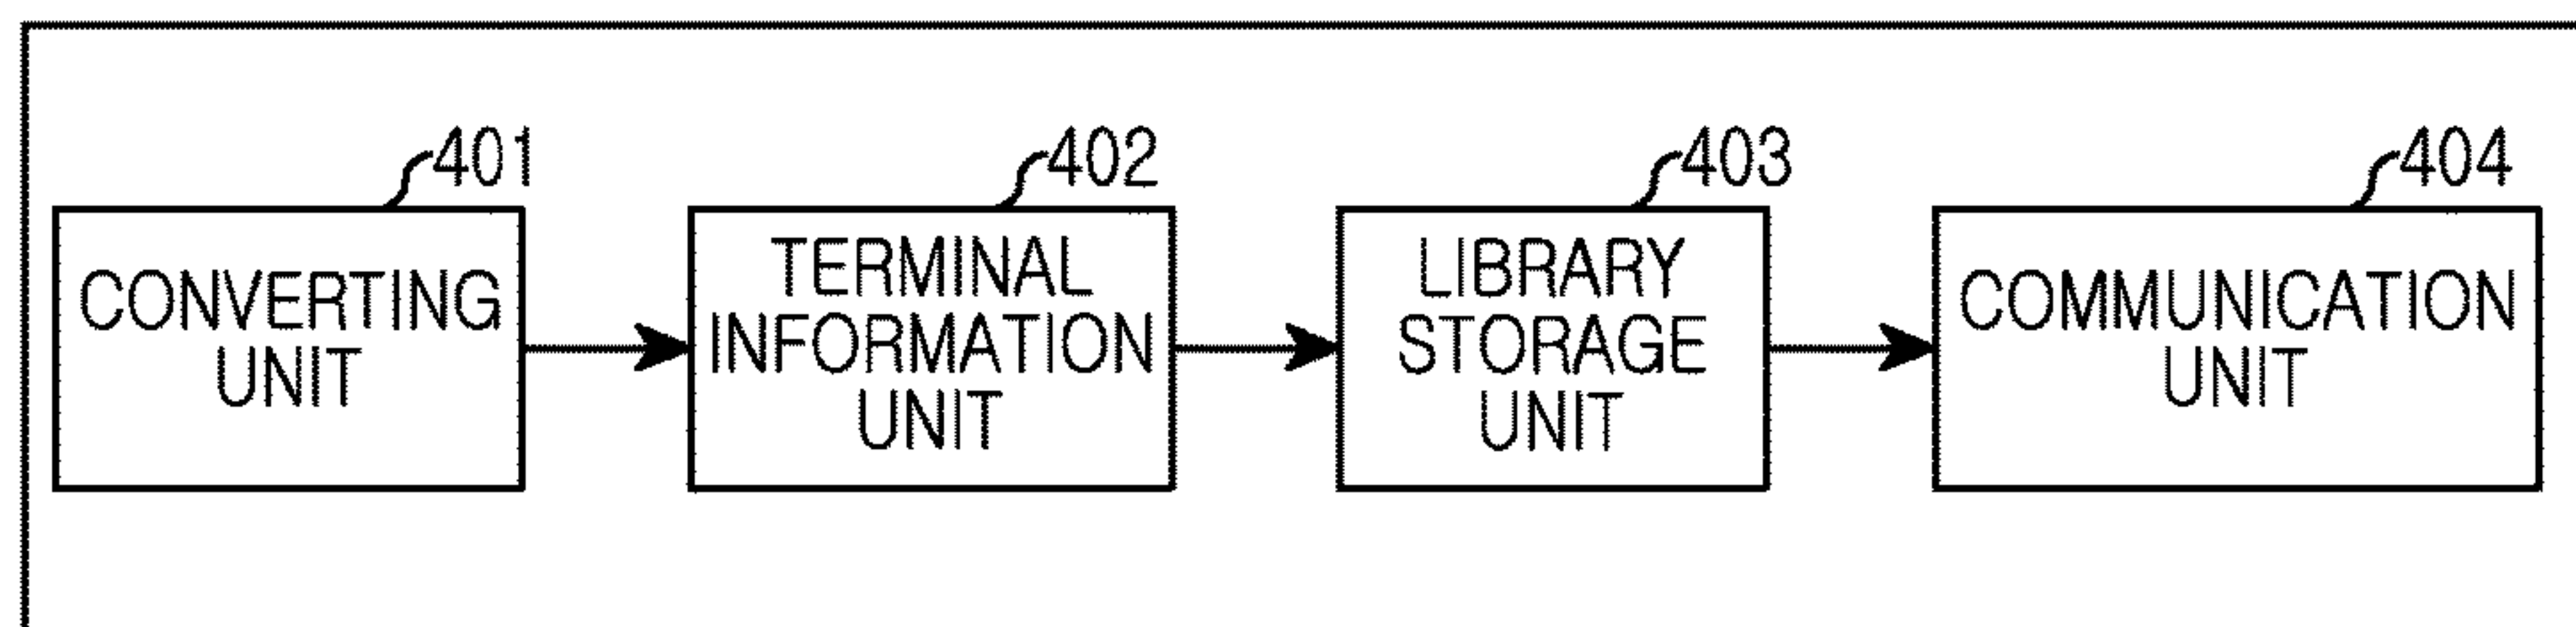 401
402
403
404
CONVERTING
UNIT
TERMINAL
INFORMATION
UNIT
LIBRARY
STORAGE
UNIT
COMMUNICATION
UNIT